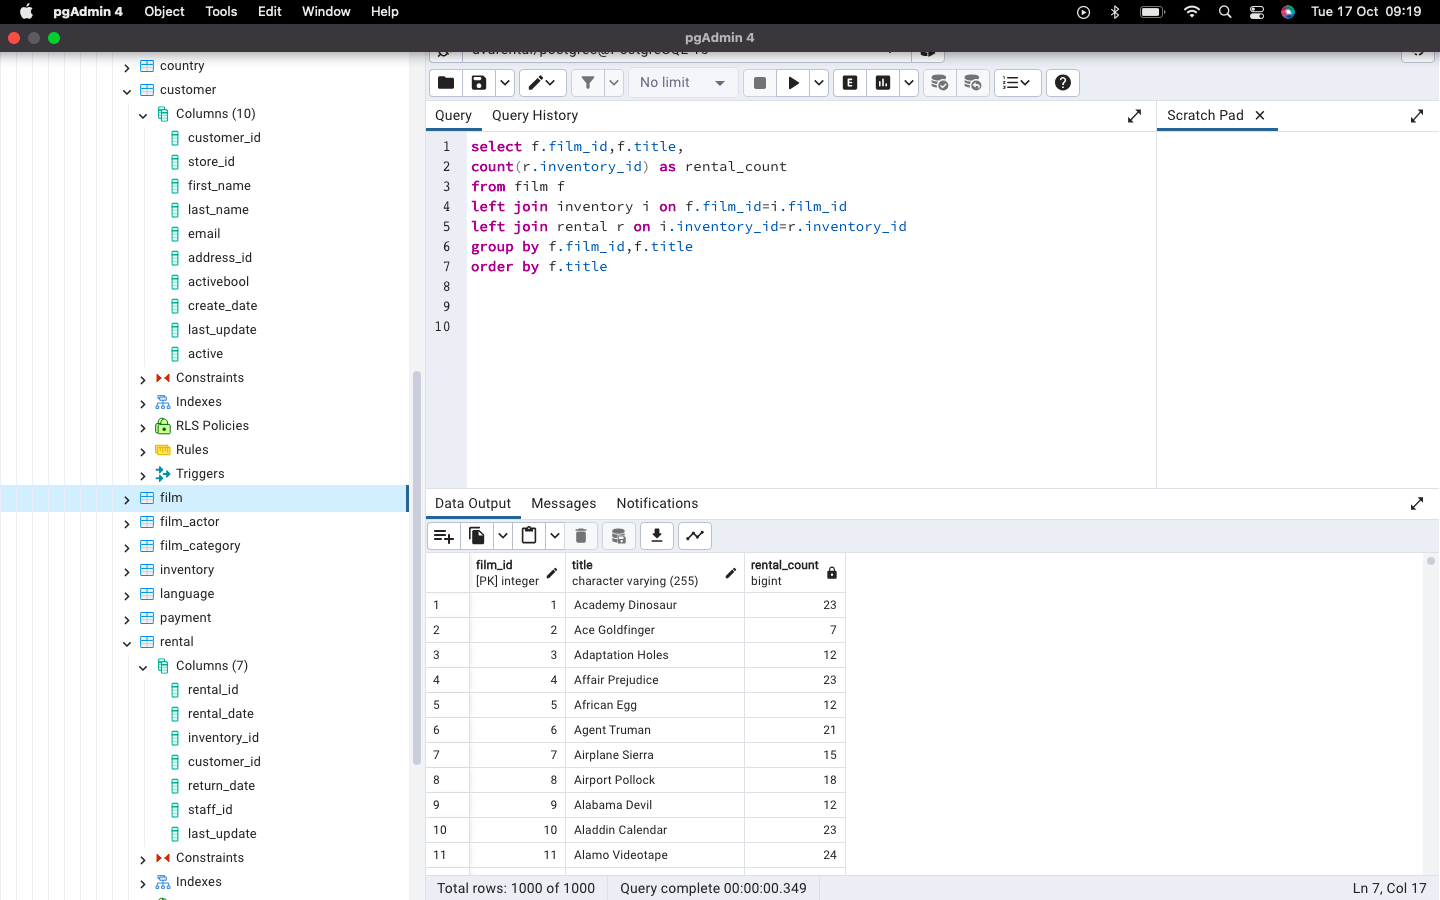 pgAdmin 4 Object Tools Edit Window Help Tue 17 Oct 09:19
pgAdmin 4
country
customer
Columns (10)
customer_id
store_id
first_name
last_name
email
address_id
activebool
create_date
last_update
active
Constraints
Indexes
RLS Policies
Rules
Triggers
film
film_actor
film_category
inventory
language
payment
rental
Columns (7)
rental_id
rental_date
inventory_id
customer_id
return_date
staff_id
last_update
Constraints
Indexes
No limit
E
Query Query History
Scratch Pad
1 select f.film_id,f.title,
2 count(r.inventory_id) as rental_count
3 from film f
4 left join inventory i on f.film_id=i.film_id
5 left join rental r on i.inventory_id=r.inventory_id
6 group by f.film_id,f.title
7 order by f.title
8
9
10
Data Output Messages Notifications
film_id title rental_count
[PK] integer character varying (255) bigint
1 1 Academy Dinosaur 23
2 2 Ace Goldfinger 7
3 3 Adaptation Holes 12
4 4 Affair Prejudice 23
5 5 African Egg 12
6 6 Agent Truman 21
7 7 Airplane Sierra 15
8 8 Airport Pollock 18
9 9 Alabama Devil 12
10 10 Aladdin Calendar 23
11 11 Alamo Videotape 24
Total rows: 1000 of 1000 Query complete 00:00:00.349 Ln 7, Col 17